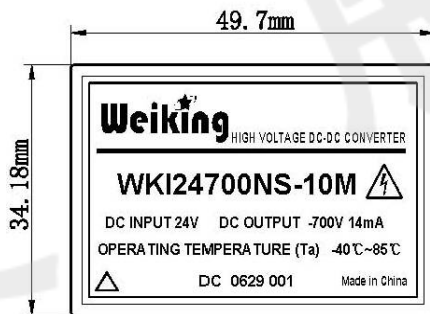 49.7mm
34.18mm
Weiking
HIGH VOLTAGE DC-DC CONVERTER
WKI24700NS-10M
DC INPUT 24V DC OUTPUT -700V 14mA
OPERATING TEMPERATURE (Ta) -40℃~85℃
DC 0629 001 Made in China